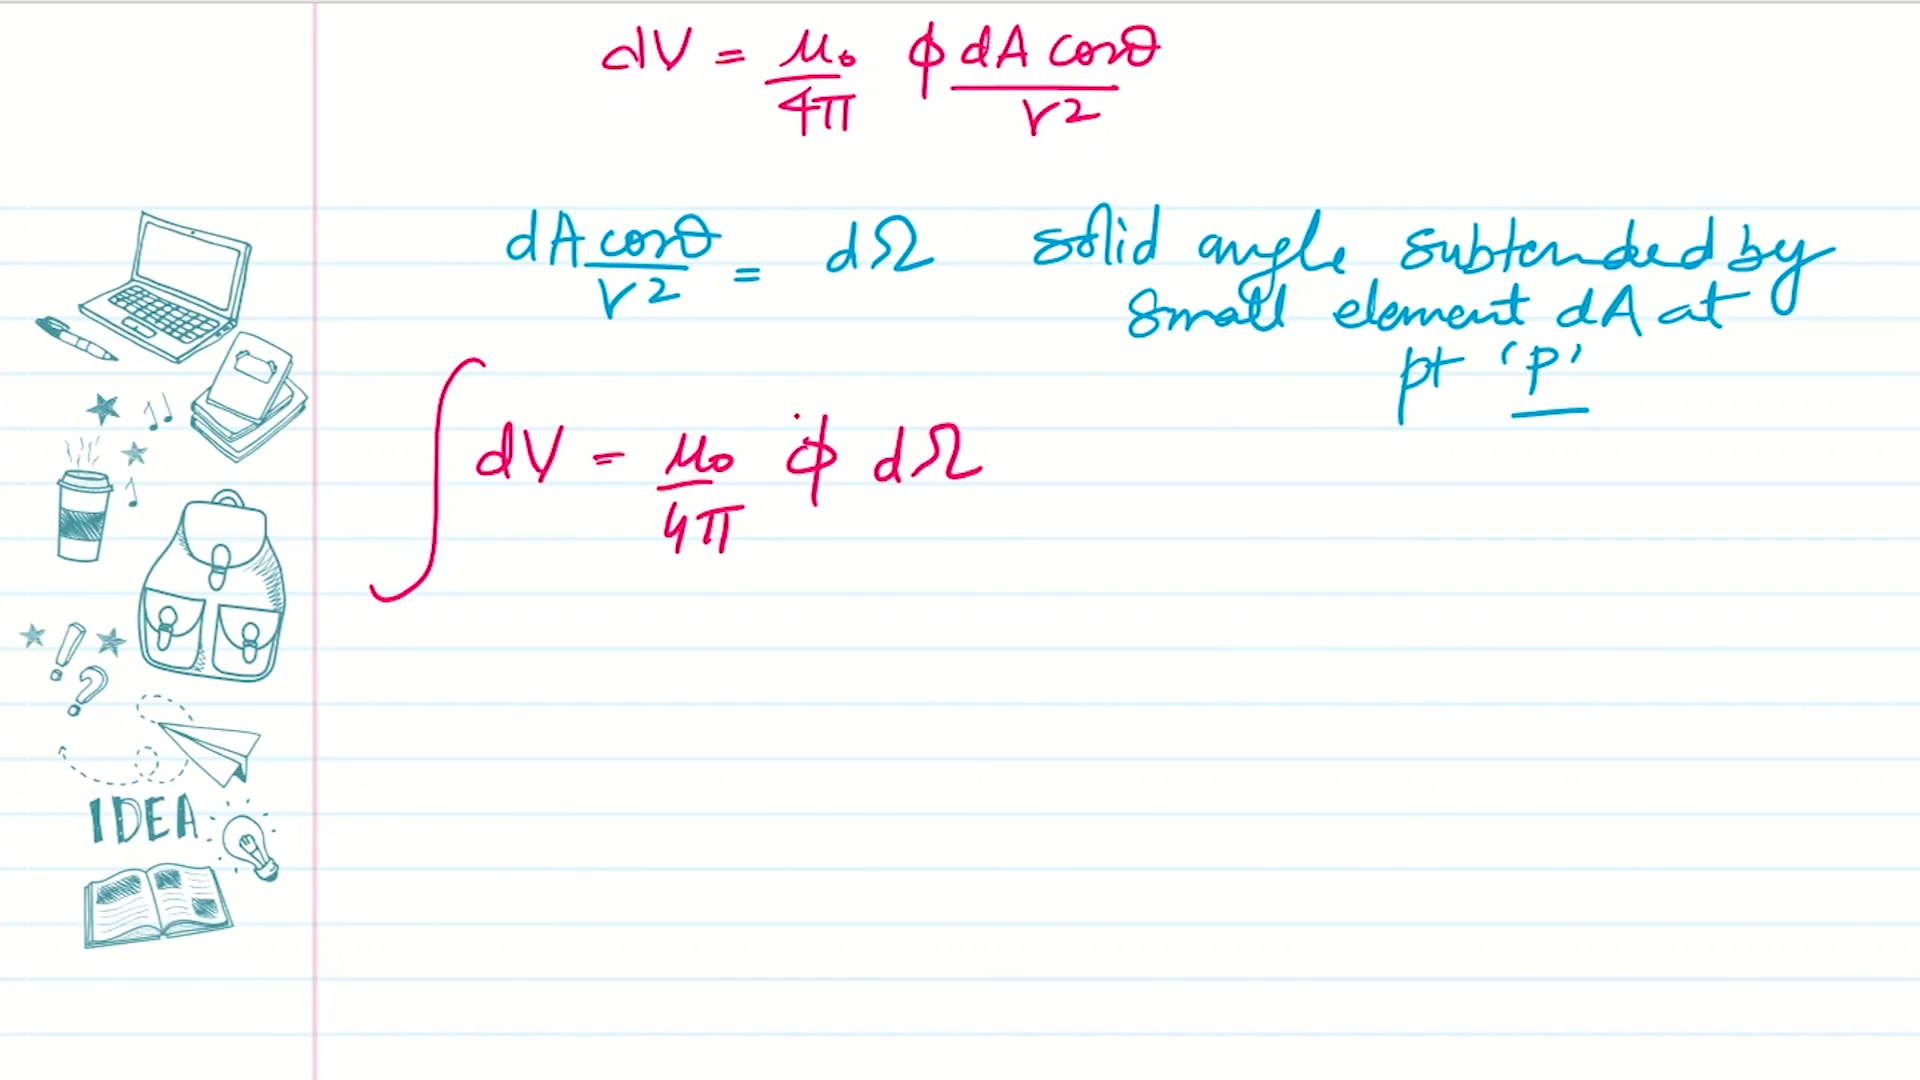 dV = μ₀/4π ϕ dA cosθ/r²
dA cosθ/r² = dΩ solid angle subtended by
small element dA at
pt 'P'
∫ dV = μ₀/4π ϕ dΩ
IDEA